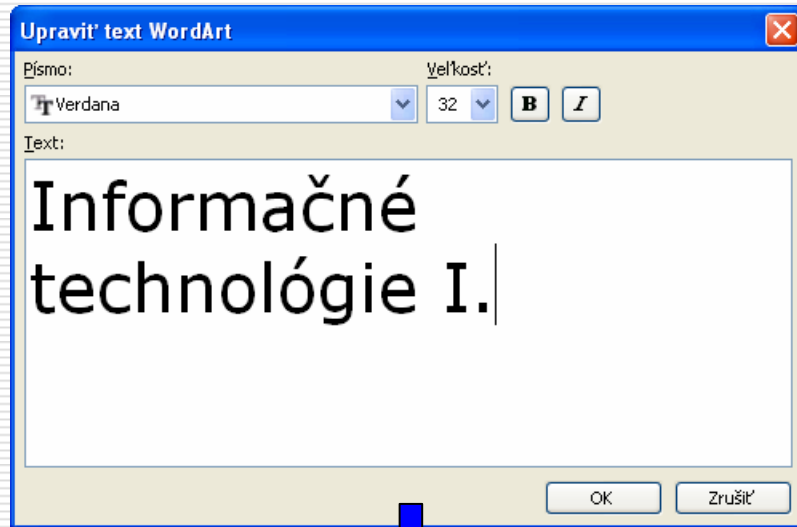 Upraviť text WordArt
Písmo:
Veľkosť:
Verdana
32
B
I
Text:
Informačné
technológie I.
OK
Zrušiť